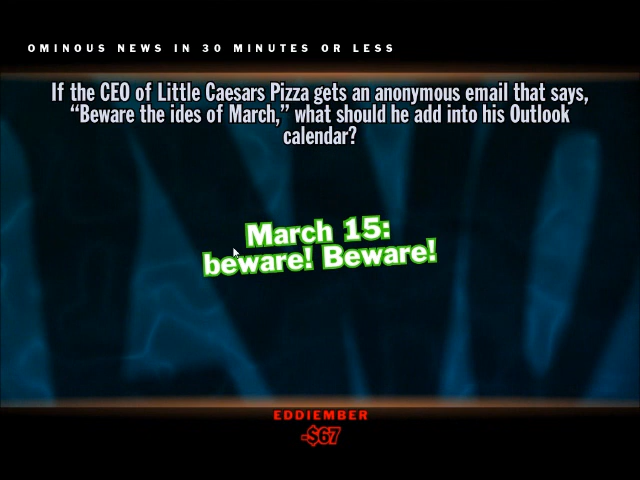 OMINOUS NEWS IN 30 MINUTES OR LESS
If the CEO of Little Caesars Pizza gets an anonymous email that says,
“Beware the ides of March,” what should he add into his Outlook
calendar?
March 15:
beware! Beware!
EDDIEMBER
-$67